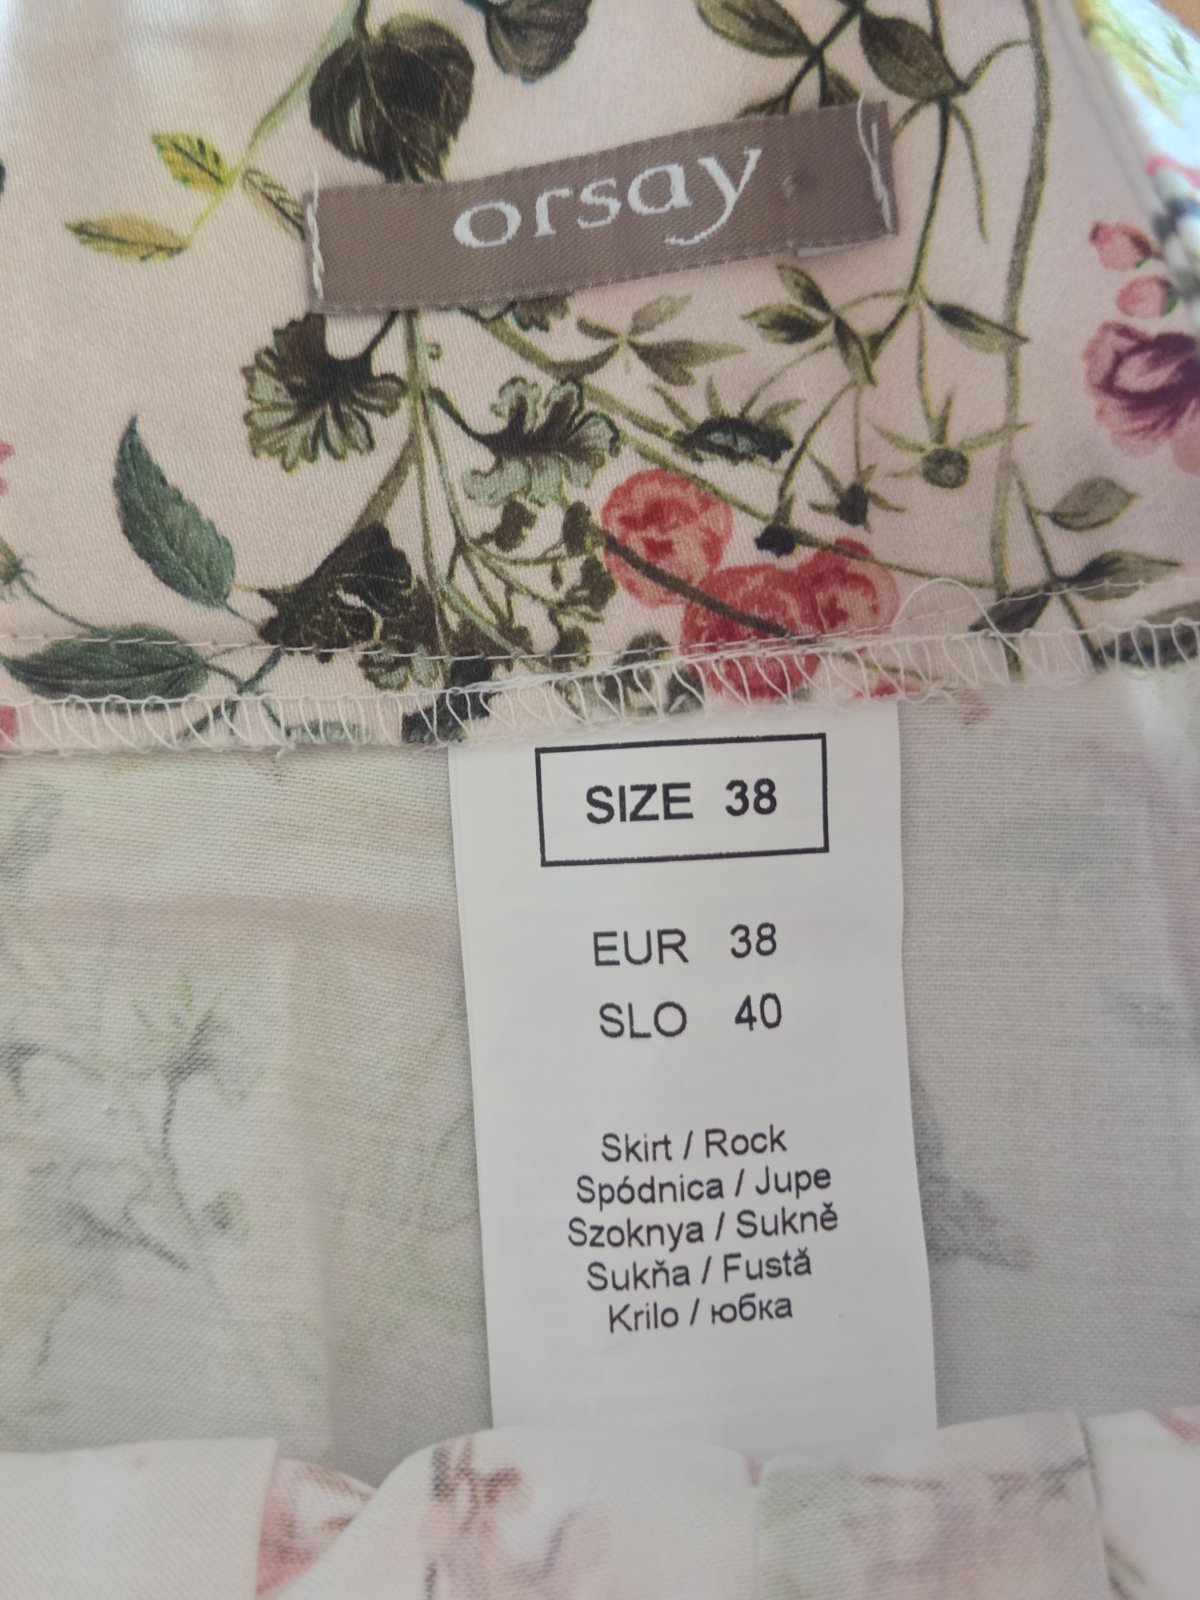 orsay
SIZE 38
EUR 38
SLO 40
Skirt / Rock
Spódnica / Jupe
Szoknya / Sukně
Sukňa / Fustă
Krilo / юбка